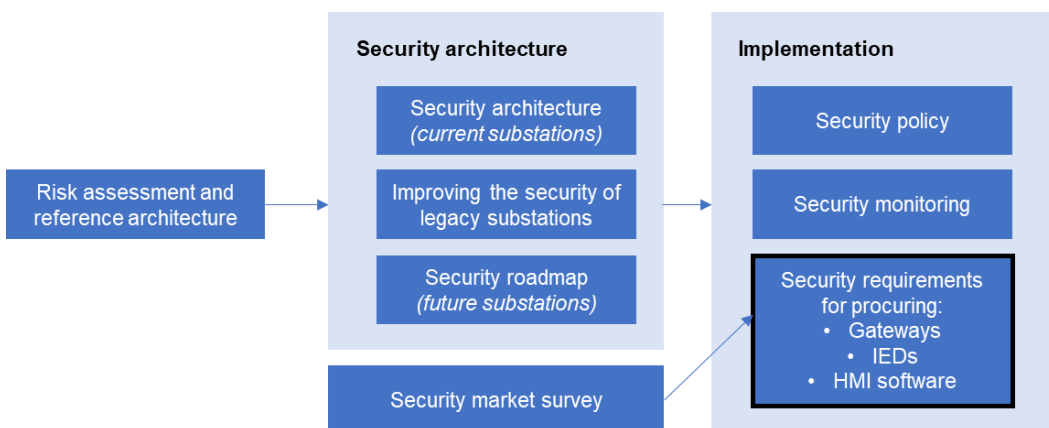 Risk assessment and
reference architecture
Security architecture
Security architecture
(current substations)
Improving the security of
legacy substations
Security roadmap
(future substations)
Security market survey
Implementation
Security policy
Security monitoring
Security requirements
for procuring:
• Gateways
• IEDs
• HMI software